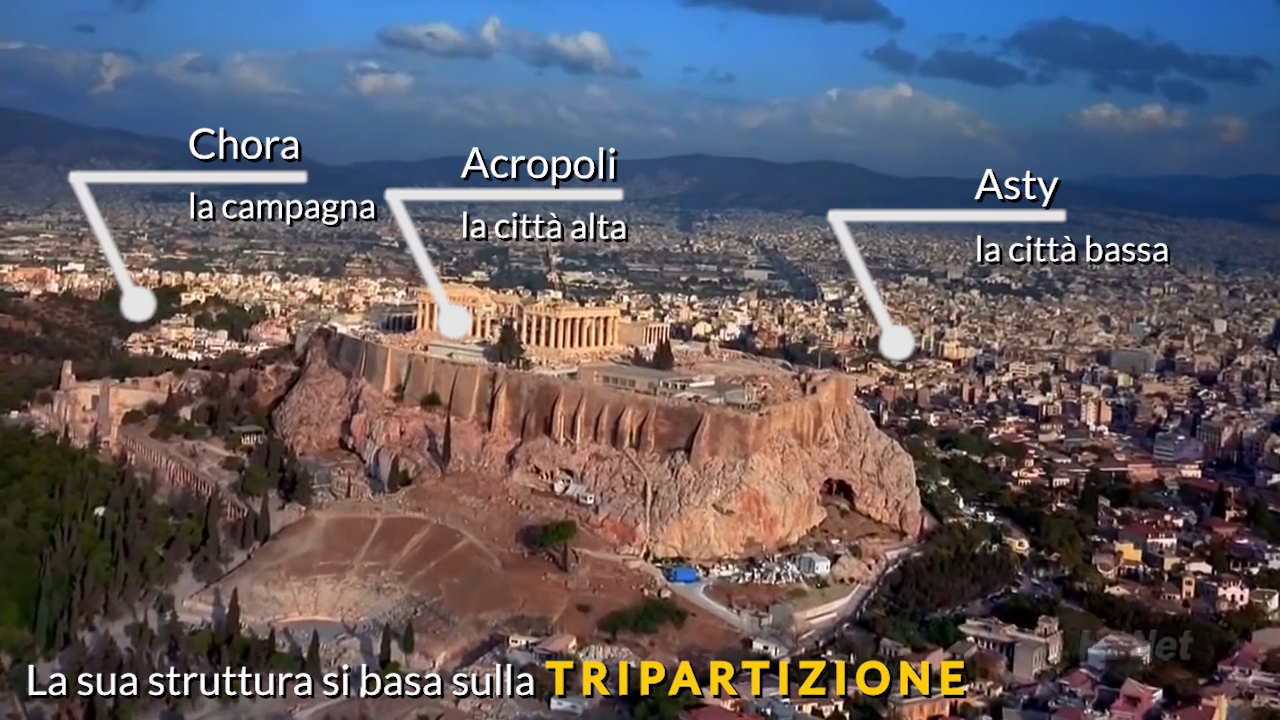 Chora
la campagna
Acropoli
la città alta
Asty
la città bassa
La sua struttura si basa sulla TRIPARTIZIONE